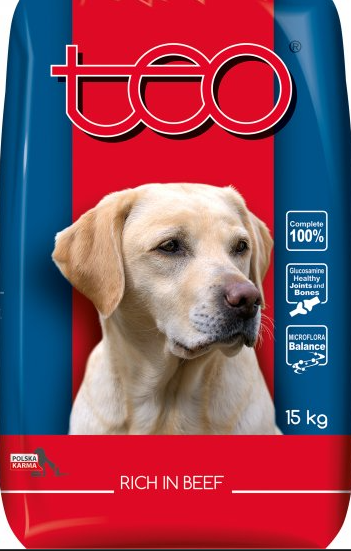 teo
®
Complete
100%
Glucosamine
Healthy
Joints and
Bones
MICROFLORA
Balance
15 kg
POLSKA
KARMA
RICH IN BEEF